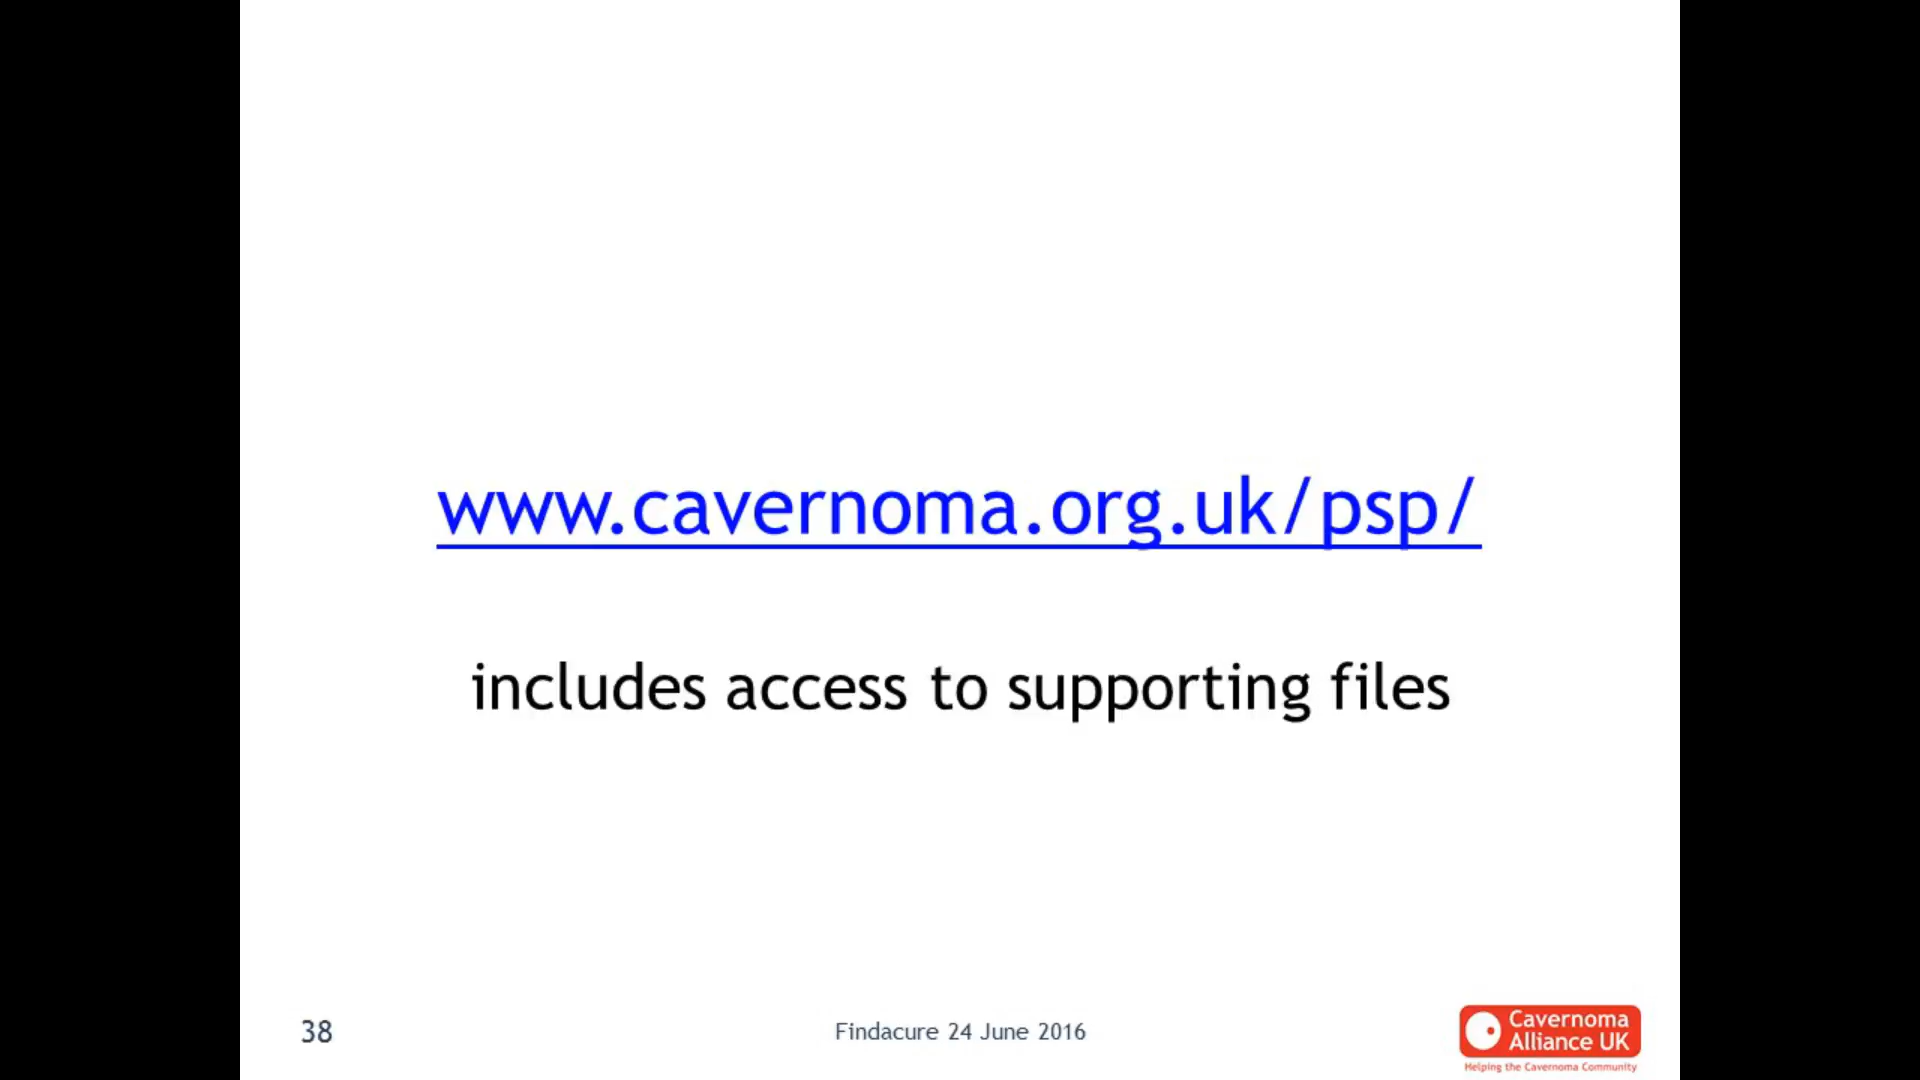 www.cavernoma.org.uk/psp/
includes access to supporting files
38
Findacure 24 June 2016
Cavernoma
Alliance UK
Helping the Cavernoma Community